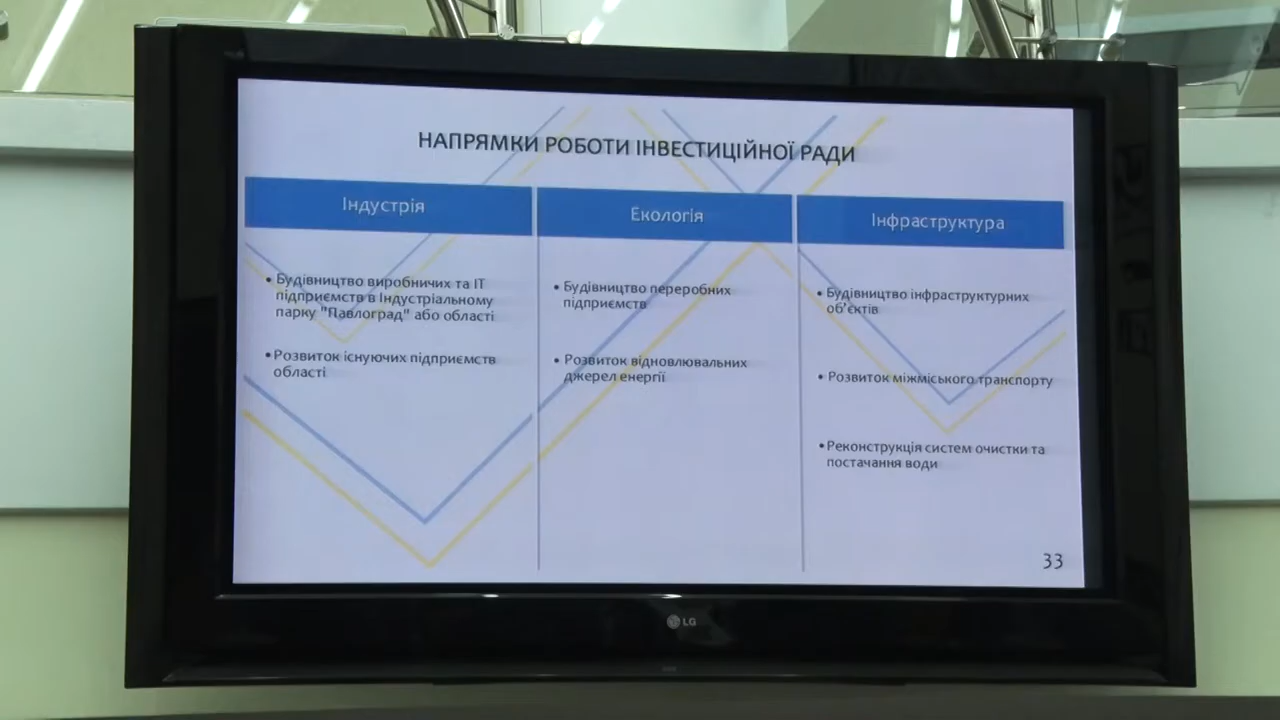 НАПРЯМКИ РОБОТИ ІНВЕСТИЦІЙНОЇ РАДИ
Індустрія
• Будівництво виробничих та ІТ
підприємств в Індустріальному
парку "Павлоград" або області
• Розвиток існуючих підприємств
області
Екологія
• Будівництво переробних
підприємств
• Розвиток відновлювальних
джерел енергії
Інфраструктура
• Будівництво інфраструктурних
об'єктів
• Розвиток міжміського транспорту
• Реконструкція систем очистки та
постачання води
33
LG